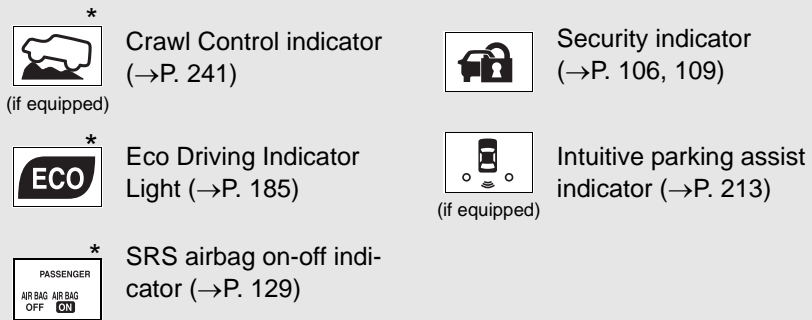 *
Crawl Control indicator
(→P. 241)
(if equipped)
*
ECO
Eco Driving Indicator
Light (→P. 185)
*
PASSENGER
AIR BAG AIR BAG
OFF ON
SRS airbag on-off indi-
cator (→P. 129)
Security indicator
(→P. 106, 109)
Intuitive parking assist
indicator (→P. 213)
(if equipped)